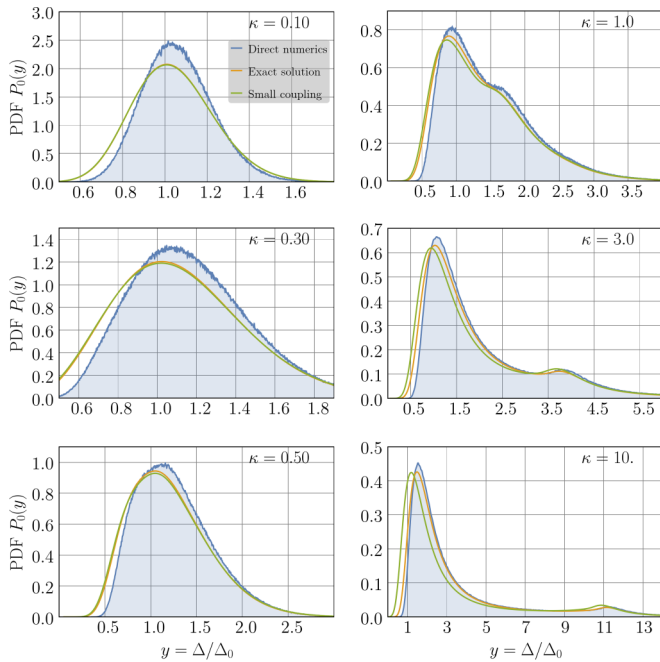 κ = 0.10
Direct numerics
Exact solution
Small coupling
PDF P₀(y)
3.0
2.5
2.0
1.5
1.0
0.5
0.0
0.6 0.8 1.0 1.2 1.4 1.6
κ = 1.0
0.8
0.6
0.4
0.2
0.0
0.5 1.0 1.5 2.0 2.5 3.0 3.5
κ = 0.30
PDF P₀(y)
1.4
1.2
1.0
0.8
0.6
0.4
0.2
0.0
0.6 0.8 1.0 1.2 1.4 1.6 1.8
κ = 3.0
0.7
0.6
0.5
0.4
0.3
0.2
0.1
0.0
0.5 1.5 2.5 3.5 4.5 5.5
κ = 0.50
PDF P₀(y)
1.0
0.8
0.6
0.4
0.2
0.0
0.5 1.0 1.5 2.0 2.5
y = Δ/Δ₀
κ = 10.
0.5
0.4
0.3
0.2
0.1
0.0
1 3 5 7 9 11 13
y = Δ/Δ₀